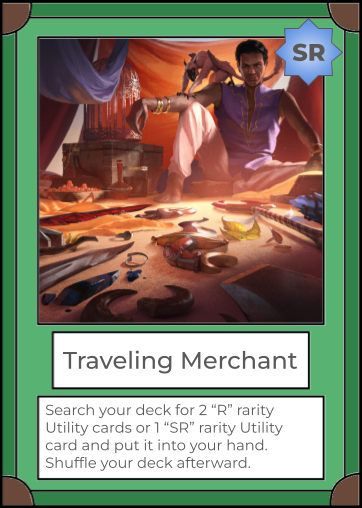 SR
Traveling Merchant
Search your deck for 2 “R” rarity
Utility cards or 1 “SR” rarity Utility
card and put it into your hand.
Shuffle your deck afterward.